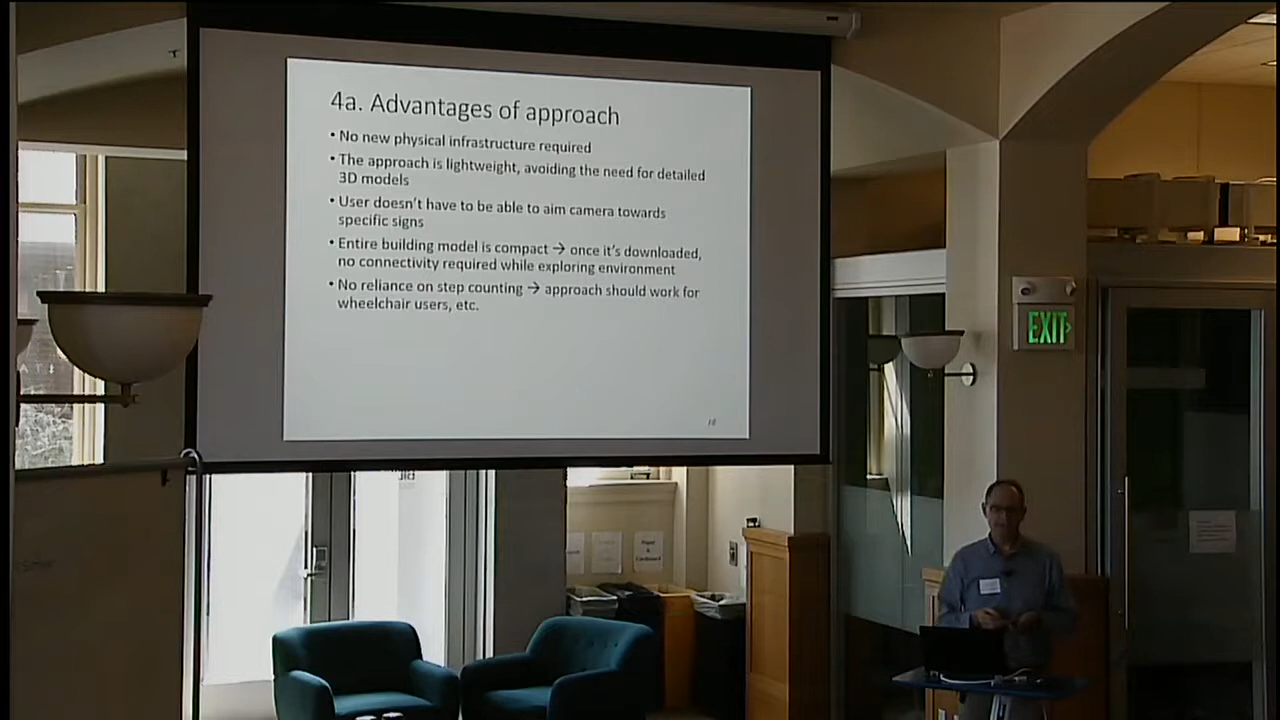 4a. Advantages of approach
• No new physical infrastructure required
• The approach is lightweight, avoiding the need for detailed
3D models
• User doesn't have to be able to aim camera towards
specific signs
• Entire building model is compact → once it's downloaded,
no connectivity required while exploring environment
• No reliance on step counting → approach should work for
wheelchair users, etc.
EXIT